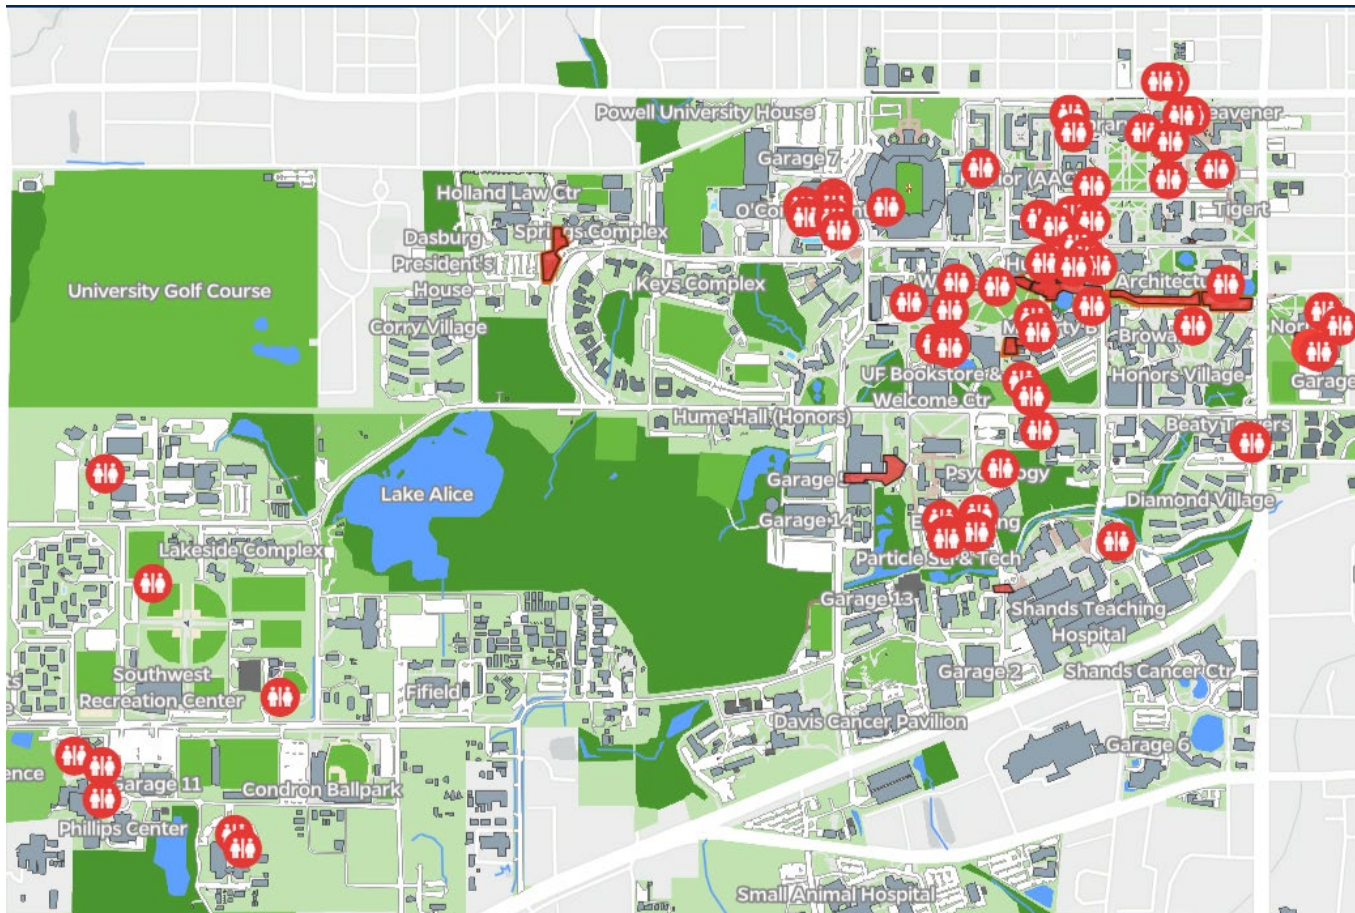 Powell University House
Garage 7
Holland Law Ctr
Tigert
Dasburg
President's
House
Springs Complex
University Golf Course
Keys Complex
Corry Village
UF Bookstore &
Welcome Ctr
Honors Village
Garage
Hume Hall (Honors)
Beaty Towers
Lake Alice
Garage
Psychology
Diamond Village
Garage 14
Lakeside Complex
Particle Sci & Tech
Garage 13
Shands Teaching
Hospital
Southwest
Recreation Center
Fifield
Garage 2
Shands Cancer Ctr
Davis Cancer Pavilion
Garage 6
Garage 11
Condron Ballpark
Phillips Center
Small Animal Hospital